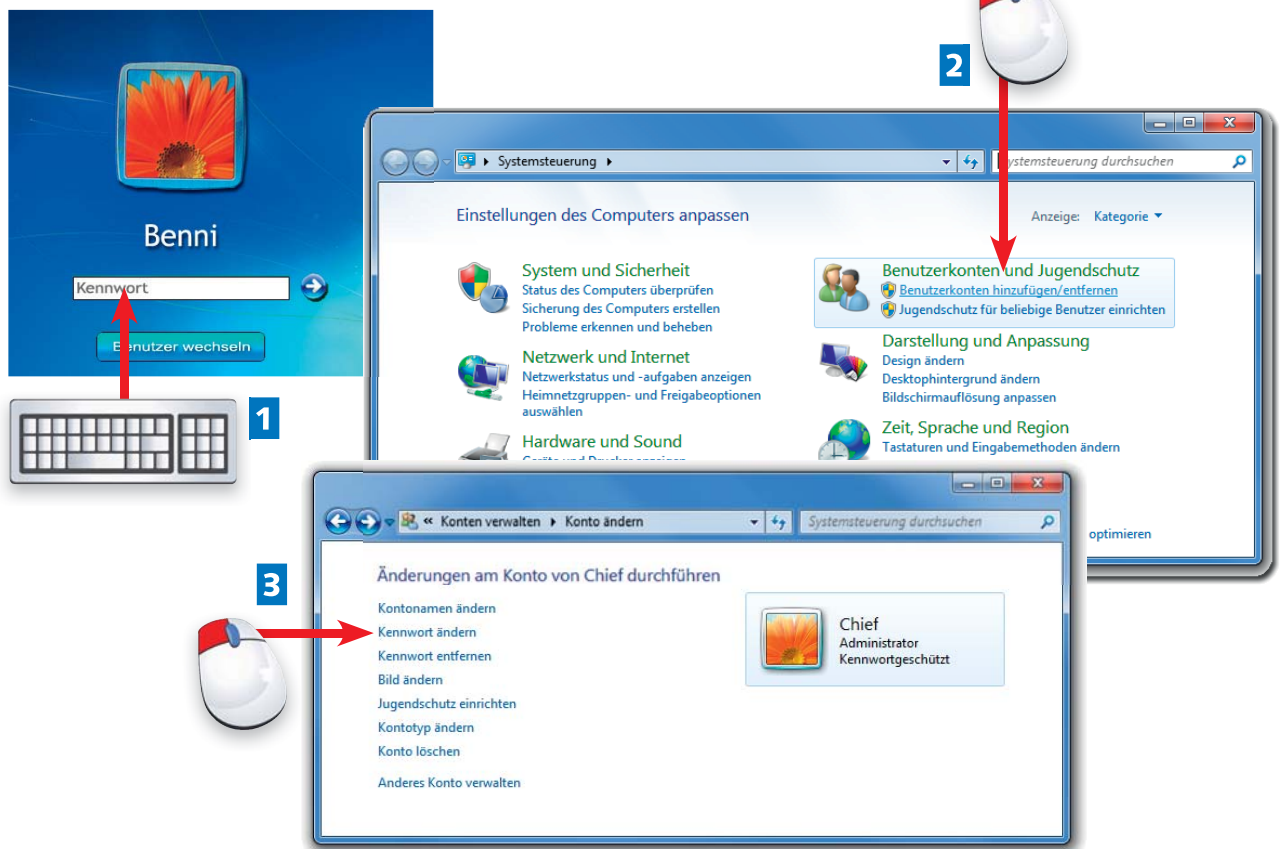 Benni
Kennwort
Benutzer wechseln
1
2
Systemsteuerung
Systemsteuerung durchsuchen
Einstellungen des Computers anpassen
Anzeige: Kategorie
System und Sicherheit
Status des Computers überprüfen
Sicherung des Computers erstellen
Probleme erkennen und beheben
Netzwerk und Internet
Netzwerkstatus und -aufgaben anzeigen
Heimnetzgruppen- und Freigabeoptionen
auswählen
Hardware und Sound
Geräte und Drucker anzeigen
Benutzerkonten und Jugendschutz
Benutzerkonten hinzufügen/entfernen
Jugendschutz für beliebige Benutzer einrichten
Darstellung und Anpassung
Design ändern
Desktophintergrund ändern
Bildschirmauflösung anpassen
Zeit, Sprache und Region
Tastaturen und Eingabemethoden ändern
optimieren
3
« Konten verwalten Konto ändern
Systemsteuerung durchsuchen
Änderungen am Konto von Chief durchführen
Kontonamen ändern
Kennwort ändern
Kennwort entfernen
Bild ändern
Jugendschutz einrichten
Kontotyp ändern
Konto löschen
Anderes Konto verwalten
Chief
Administrator
Kennwortgeschützt